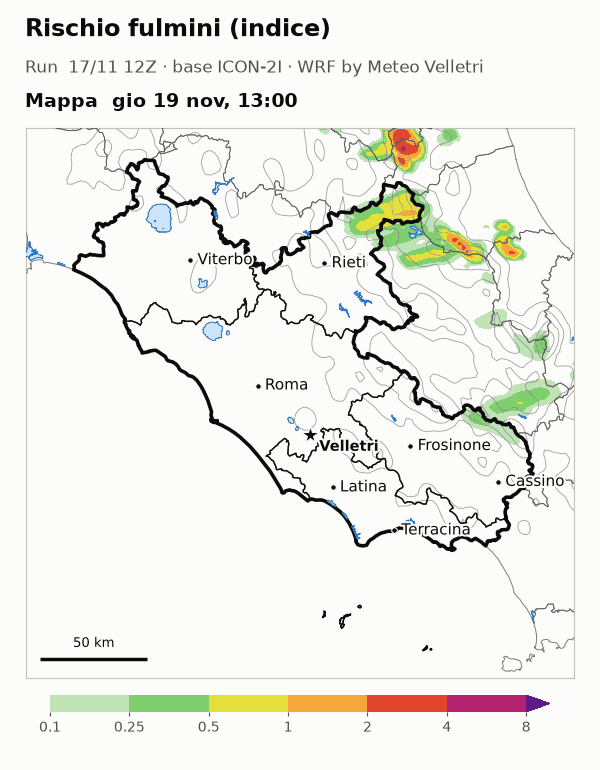 Rischio fulmini (indice)
Run  17/11 12Z · base ICON-2I · WRF by Meteo Velletri
Mappa  gio 19 nov, 13:00
Viterbo
Rieti
Roma
Velletri
Frosinone
Cassino
Latina
Terracina
50 km
0.1 0.25 0.5 1 2 4 8